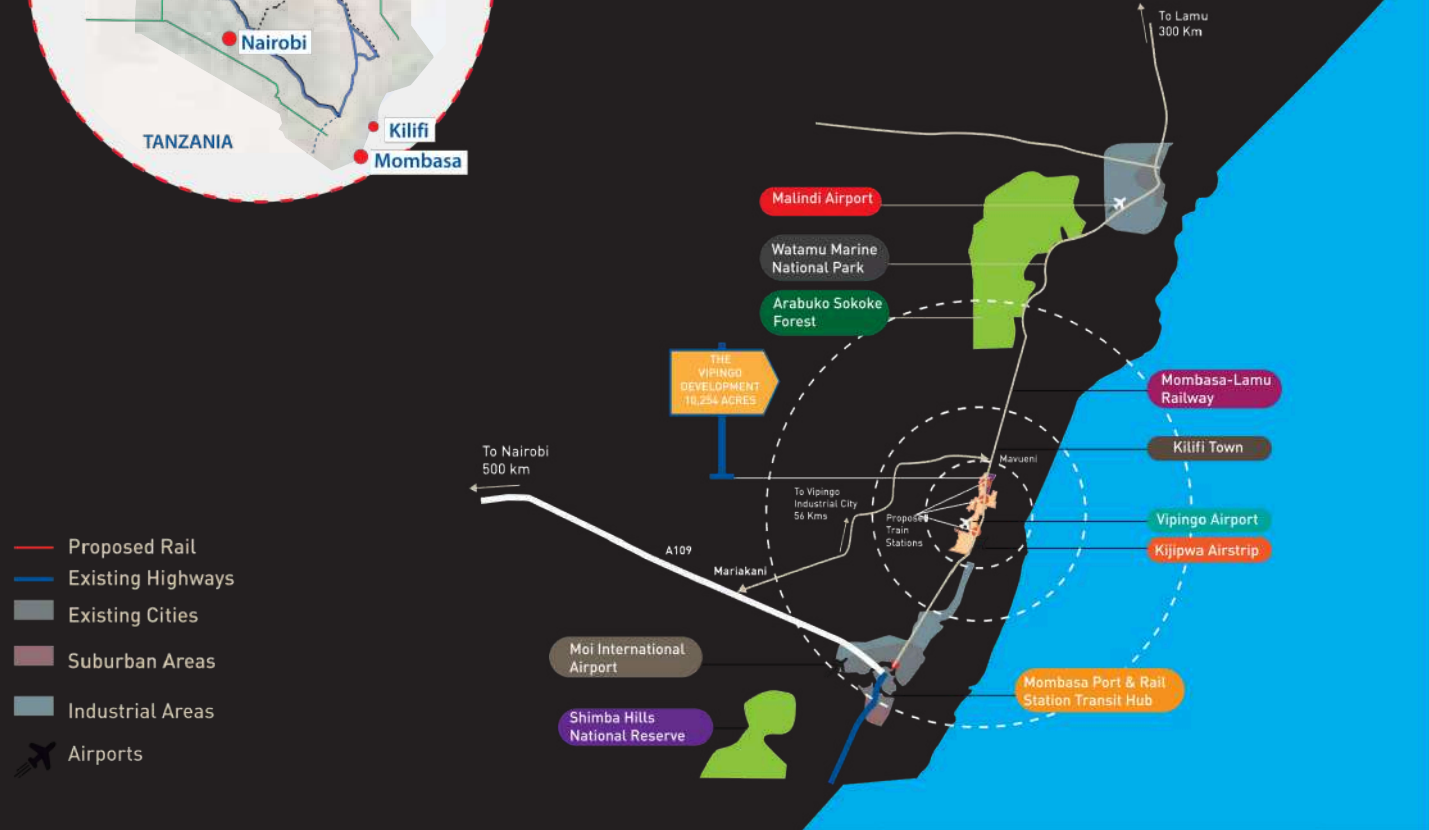 Nairobi
TANZANIA
Kilifi
Mombasa
To Lamu
300 Km
Malindi Airport
Watamu Marine
National Park
Arabuko Sokoke
Forest
THE
VIPINGO
DEVELOPMENT
10,254 ACRES
Mombasa-Lamu
Railway
Kilifi Town
Mavueni
To Nairobi
500 km
To Vipingo
Industrial City
56 Kms
Proposed
Train
Stations
Vipingo Airport
Kijipwa Airstrip
A109
Mariakani
Moi International
Airport
Mombasa Port & Rail
Station Transit Hub
Shimba Hills
National Reserve
Proposed Rail
Existing Highways
Existing Cities
Suburban Areas
Industrial Areas
Airports